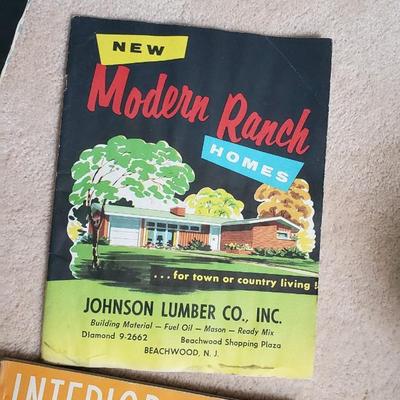 NEW
Modern Ranch
HOMES
...for town or country living!
JOHNSON LUMBER CO., INC.
Building Material — Fuel Oil — Mason — Ready Mix
DIamond 9-2662 Beachwood Shopping Plaza
BEACHWOOD, N. J.
INTERIOR